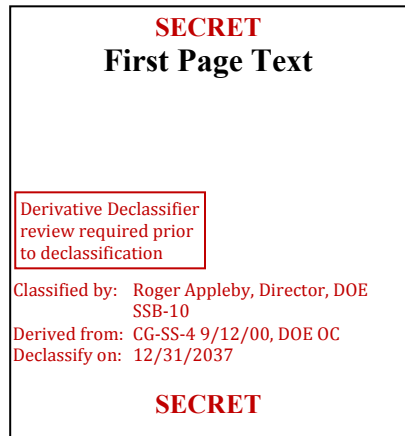 SECRET
First Page Text
Derivative Declassifier
review required prior
to declassification
Classified by: Roger Appleby, Director, DOE
SSB-10
Derived from: CG-SS-4 9/12/00, DOE OC
Declassify on: 12/31/2037
SECRET